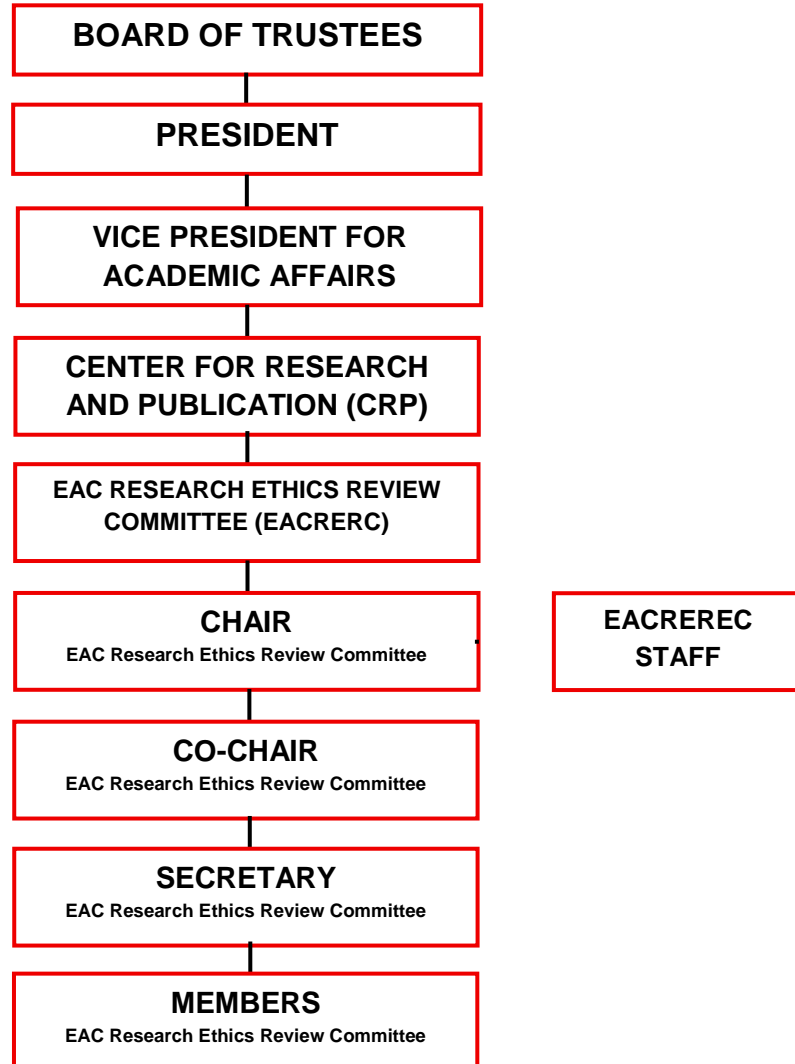 BOARD OF TRUSTEES
PRESIDENT
VICE PRESIDENT FOR
ACADEMIC AFFAIRS
CENTER FOR RESEARCH
AND PUBLICATION (CRP)
EAC RESEARCH ETHICS REVIEW
COMMITTEE (EACRERC)
CHAIR
EAC Research Ethics Review Committee
EACREREC
STAFF
CO-CHAIR
EAC Research Ethics Review Committee
SECRETARY
EAC Research Ethics Review Committee
MEMBERS
EAC Research Ethics Review Committee